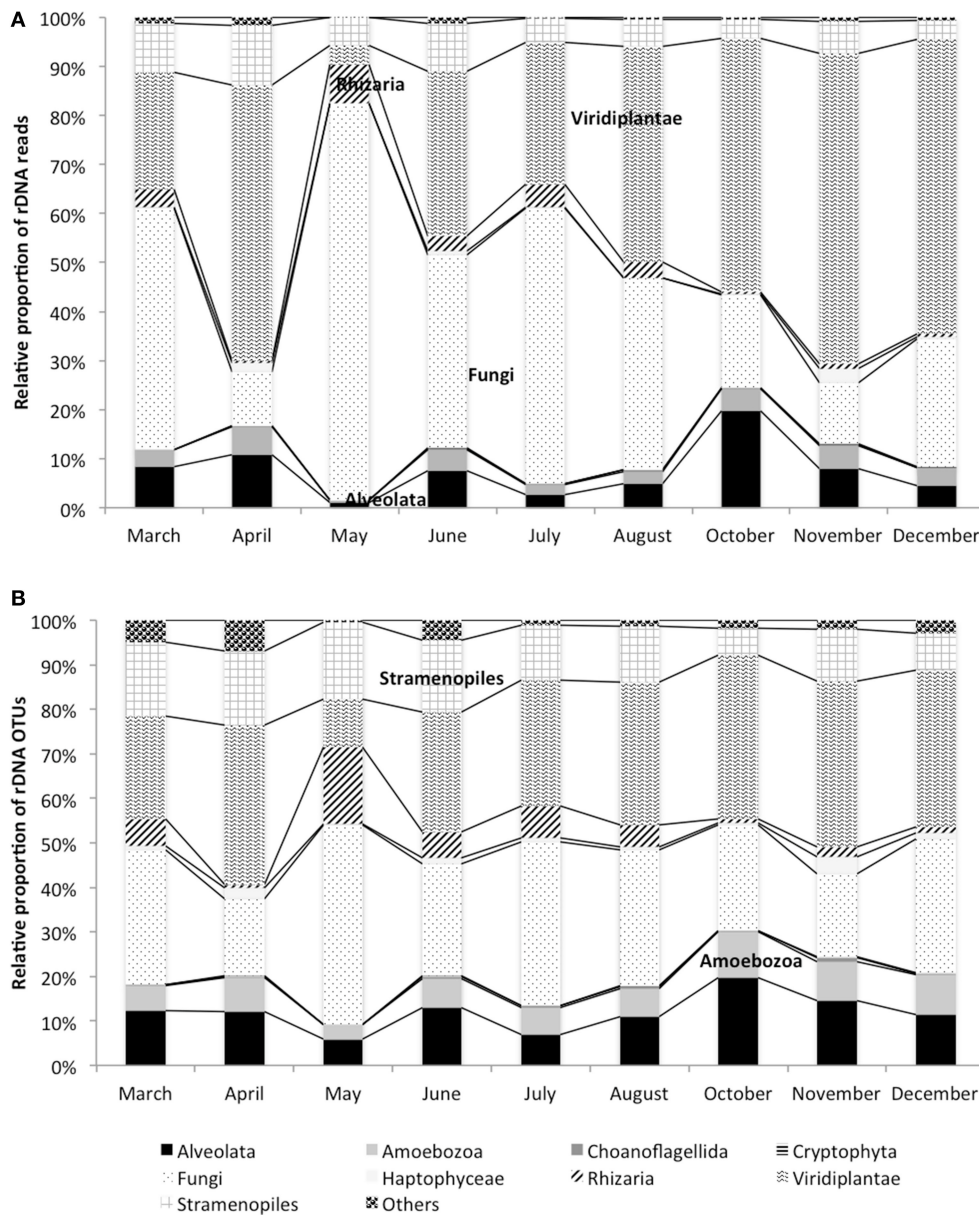 A
Relative proportion of rDNA reads
100%
90%
80%
70%
60%
50%
40%
30%
20%
10%
0%
Rhizaria
Viridiplantae
Fungi
Alveolata
March April May June July August October November December
B
Relative proportion of rDNA OTUs
100%
90%
80%
70%
60%
50%
40%
30%
20%
10%
0%
Stramenopiles
Amoebozoa
March April May June July August October November December
Alveolata Amoebozoa Choanoflagellida Cryptophyta
Fungi Haptophyceae Rhizaria Viridiplantae
Stramenopiles Others